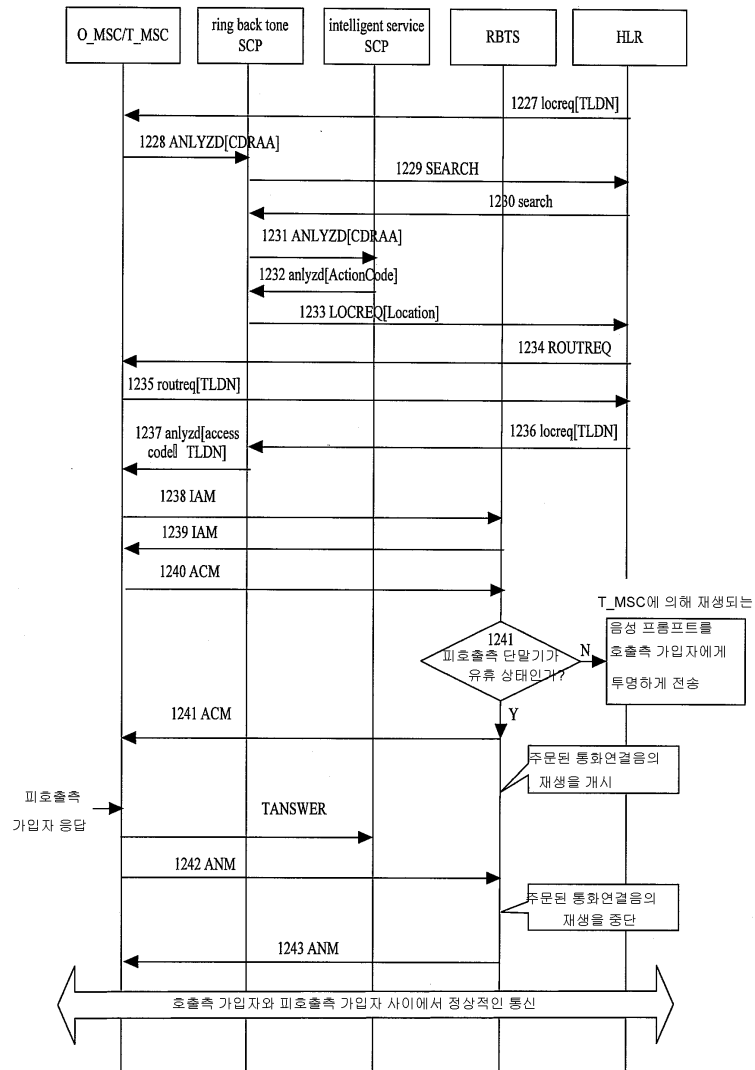 O_MSC/T_MSC
ring back tone
SCP
intelligent service
SCP
RBTS
HLR
1227 locreq[TLDN]
1228 ANLYZD[CDRAA]
1229 SEARCH
1230 search
1231 ANLYZD[CDRAA]
1232 anlyzd[ActionCode]
1233 LOCREQ[Location]
1234 ROUTREQ
1235 routreq[TLDN]
1236 locreq[TLDN]
1237 anlyzd[access
code▯ TLDN]
1238 IAM
1239 IAM
1240 ACM
T_MSC에 의해 재생되는
음성 프롬프트를
호출측 가입자에게
투명하게 전송
1241
피호출측 단말기가
유휴 상태인가?
N
Y
1241 ACM
주문된 통화연결음의
재생을 개시
피호출측
가입자 응답
TANSWER
1242 ANM
주문된 통화연결음의
재생을 중단
1243 ANM
호출측 가입자와 피호출측 가입자 사이에서 정상적인 통신